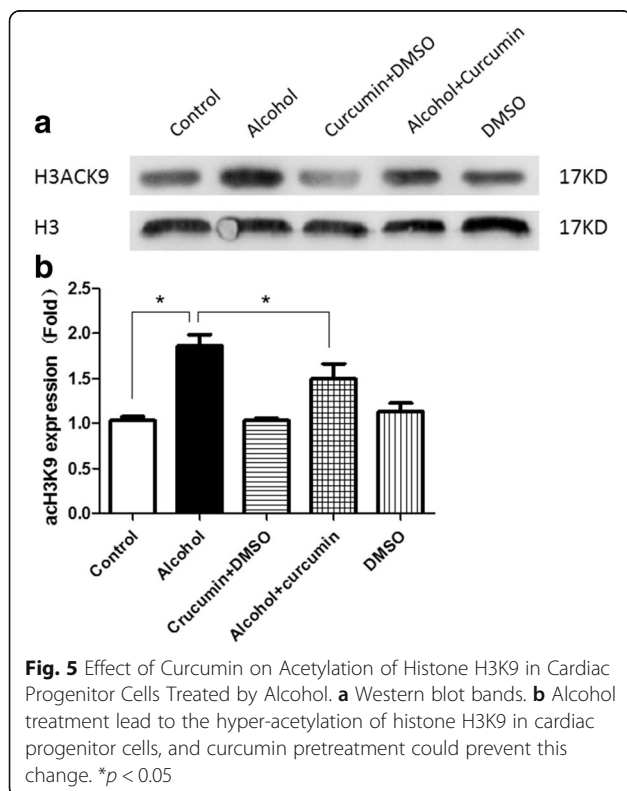 a
Control Alcohol Curcumin+DMSO Alcohol+Curcumin DMSO
H3ACK9 17KD
H3 17KD
b
acH3K9 expression (Fold)
2.5
2.0
1.5
1.0
0.5
0.0
* *
Control Alcohol Crucumin+DMSO Alcohol+curcumin DMSO
Fig. 5 Effect of Curcumin on Acetylation of Histone H3K9 in Cardiac
Progenitor Cells Treated by Alcohol. a Western blot bands. b Alcohol
treatment lead to the hyper-acetylation of histone H3K9 in cardiac
progenitor cells, and curcumin pretreatment could prevent this
change. *p < 0.05